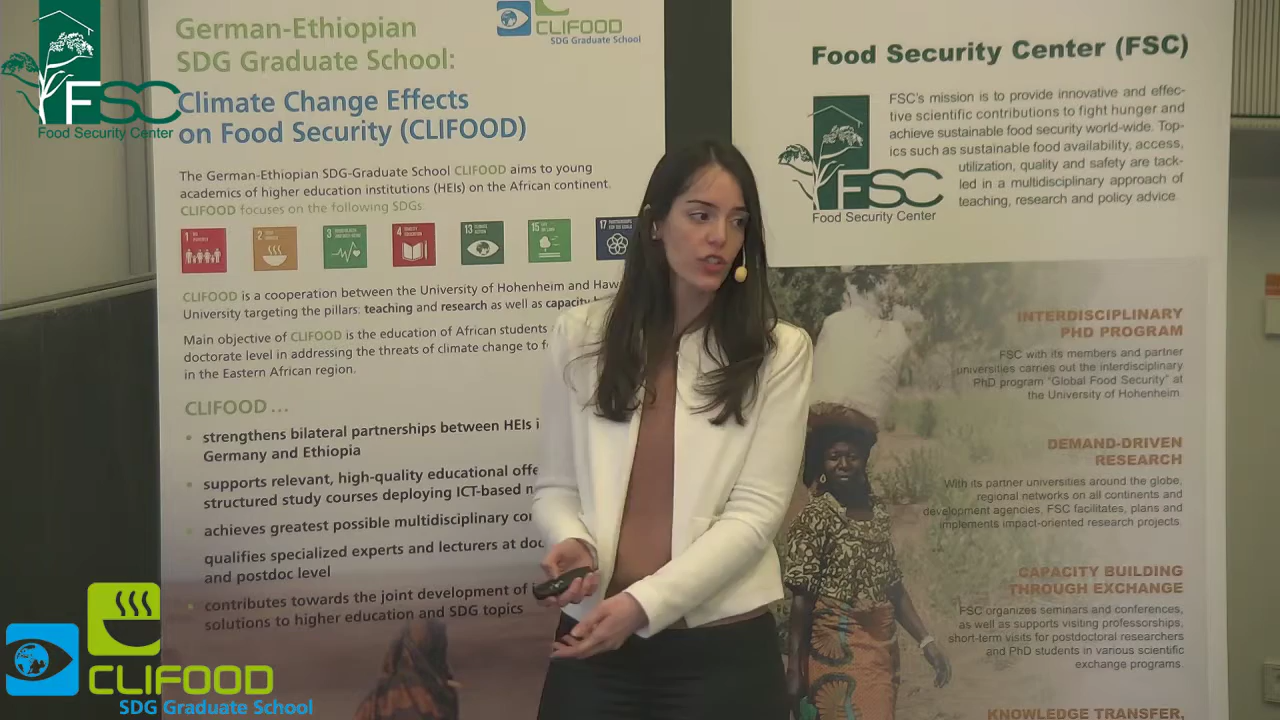 German-Ethiopian
SDG Graduate School:
Climate Change Effects
on Food Security (CLIFOOD)
CLIFOOD
SDG Graduate School
The German-Ethiopian SDG-Graduate School CLIFOOD aims to young
academics of higher education institutions (HEIs) on the African continent.
CLIFOOD focuses on the following SDGs:
1
2
3
4
13
15
17
CLIFOOD is a cooperation between the University of Hohenheim and Haw
University targeting the pillars: teaching and research as well as capacity
Main objective of CLIFOOD is the education of African students
doctorate level in addressing the threats of climate change to f
in the Eastern African region.
CLIFOOD ...
• strengthens bilateral partnerships between HEIs i
Germany and Ethiopia
• supports relevant, high-quality educational offe
structured study courses deploying ICT-based
• achieves greatest possible multidisciplinary co
qualifies specialized experts and lecturers at doc
and postdoc level
• contributes towards the joint development of i
solutions to higher education and SDG topics
Food Security Center (FSC)
FSC's mission is to provide innovative and effec-
tive scientific contributions to fight hunger and
achieve sustainable food security world-wide. Top-
ics such as sustainable food availability, access,
utilization, quality and safety are tack-
led in a multidisciplinary approach of
teaching, research and policy advice.
FSC
Food Security Center
INTERDISCIPLINARY
PHD PROGRAM
FSC with its members and partner
universities carries out the interdisciplinary
PhD program "Global Food Security" at
the University of Hohenheim.
DEMAND-DRIVEN
RESEARCH
With its partner universities around the globe,
regional networks on all continents and
development agencies, FSC facilitates, plans and
implements impact-oriented research projects.
CAPACITY BUILDING
THROUGH EXCHANGE
FSC organizes seminars and conferences,
as well as supports visiting professorships,
short-term visits for postdoctoral researchers
and PhD students in various scientific
exchange programs.
KNOWLEDGE TRANSFER,
FSC
Food Security Center
CLIFOOD
SDG Graduate School